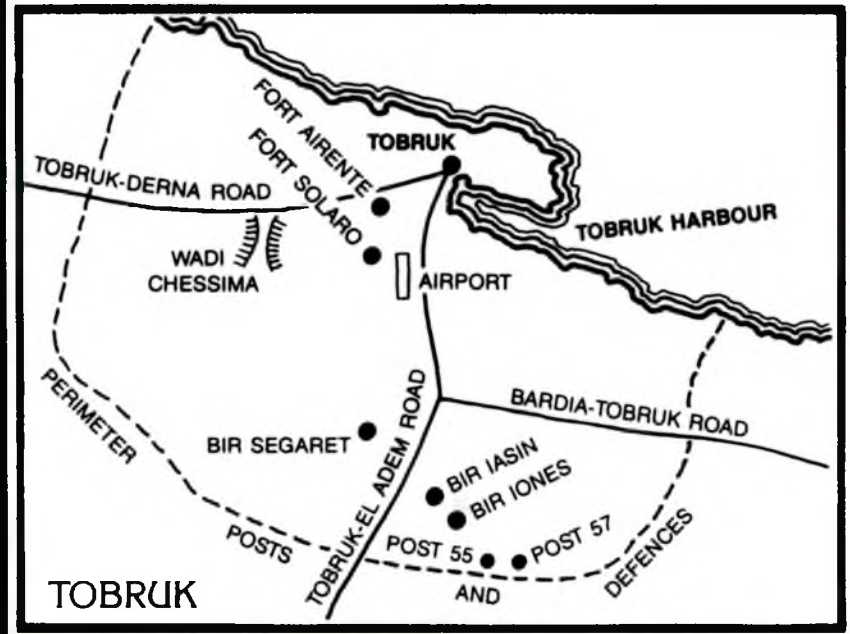 FORT AIRENTE
TOBRUK
FORT SOLARO
TOBRUK-DERNA ROAD
TOBRUK HARBOUR
WADI
CHESSIMA
AIRPORT
PERIMETER
BARDIA-TOBRUK ROAD
BIR SEGARET
TOBRUK-EL ADEM ROAD
BIR IASIN
BIR IONES
POSTS
POST 55
POST 57
AND
DEFENCES
TOBRUK